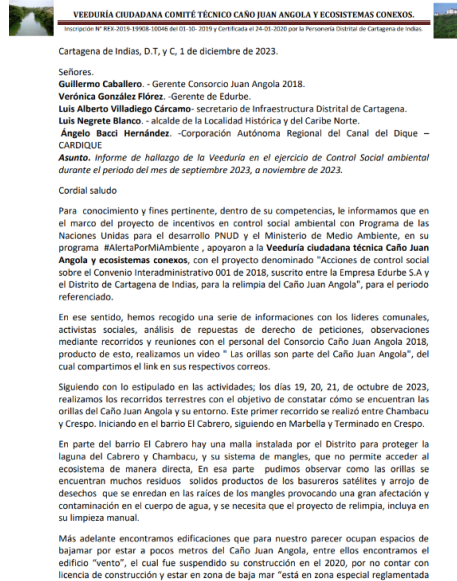 VEEDURÍA CIUDADANA COMITÉ TÉCNICO CAÑO JUAN ANGOLA Y ECOSISTEMAS CONEXOS.
Inscripción N° REX-2019-19908-10046 del 01-10- 2019 y Certificada el 24-01-2020 por la Personería Distrital de Cartagena de Indias.
Cartagena de Indias, D.T, y C, 1 de diciembre de 2023.
Señores.
Guillermo Caballero. - Gerente Consorcio Juan Angola 2018.
Verónica González Flórez. -Gerente de Edurbe.
Luis Alberto Villadiego Cárcamo- secretario de Infraestructura Distrital de Cartagena.
Luis Negrete Blanco. - alcalde de la Localidad Histórica y del Caribe Norte.
Ángelo Bacci Hernández. -Corporación Autónoma Regional del Canal del Dique –
CARDIQUE
Asunto. Informe de hallazgo de la Veeduría en el ejercicio de Control Social ambiental
durante el periodo del mes de septiembre 2023, a noviembre de 2023.
Cordial saludo
Para conocimiento y fines pertinente, dentro de su competencias, le informamos que en
el marco del proyecto de incentivos en control social ambiental con Programa de las
Naciones Unidas para el desarrollo PNUD y el Ministerio de Medio Ambiente, en su
programa #AlertaPorMiAmbiente , apoyaron a la Veeduría ciudadana técnica Caño Juan
Angola y ecosistemas conexos, con el proyecto denominado "Acciones de control social
sobre el Convenio Interadministrativo 001 de 2018, suscrito entre la Empresa Edurbe S.A y
el Distrito de Cartagena de Indias, para la relimpia del Caño Juan Angola", para el periodo
referenciado.
En ese sentido, hemos recogido una serie de informaciones con los lideres comunales,
activistas sociales, análisis de repuestas de derecho de peticiones, observaciones
mediante recorridos y reuniones con el personal del Consorcio Caño Juan Angola 2018,
producto de esto, realizamos un video " Las orillas son parte del Caño Juan Angola", del
cual compartimos el link en sus respectivos correos.
Siguiendo con lo estipulado en las actividades; los días 19, 20, 21, de octubre de 2023,
realizamos los recorridos terrestres con el objetivo de constatar cómo se encuentran las
orillas del Caño Juan Angola y su entorno. Este primer recorrido se realizó entre Chambacu
y Crespo. Iniciando en el barrio El Cabrero, siguiendo en Marbella y Terminado en Crespo.
En parte del barrio El Cabrero hay una malla instalada por el Distrito para proteger la
laguna del Cabrero y Chambacu, y su sistema de mangles, que no permite acceder al
ecosistema de manera directa, En esa parte pudimos observar como las orillas se
encuentran muchos residuos solidos productos de los basureros satélites y arrojo de
desechos que se enredan en las raíces de los mangles provocando una gran afectación y
contaminación en el cuerpo de agua, y se necesita que el proyecto de relimpia, incluya en
su limpieza manual.
Más adelante encontramos edificaciones que para nuestro parecer ocupan espacios de
bajamar por estar a pocos metros del Caño Juan Angola, entre ellos encontramos el
edificio "vento", el cual fue suspendido su construcción en el 2020, por no contar con
licencia de construcción y estar en zona de baja mar "está en zona especial reglamentada